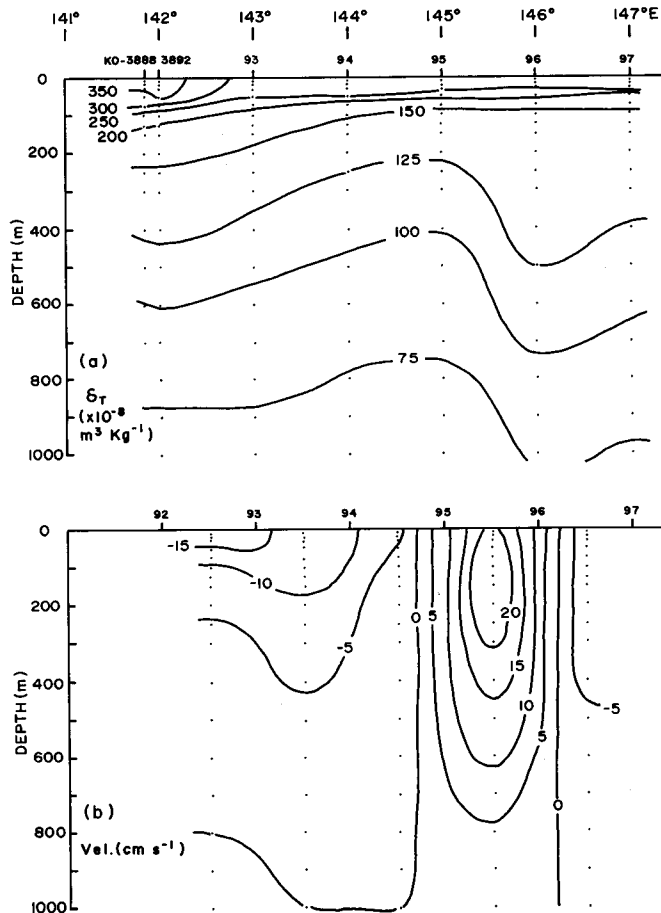 141° 142° 143° 144° 145° 146° 147°E
KO-3888 3892 93 94 95 96 97
0
350
300
250
200
150
200
125
400
100
600
75
800
1000
DEPTH (m)
(a)
δT
(x10⁻⁸
m³ Kg⁻¹)
92 93 94 95 96 97
0
-15
-10
200
0
5
20
-5
15
400
10
-5
5
600
0
800
1000
DEPTH (m)
(b)
Vel.(cm s⁻¹)